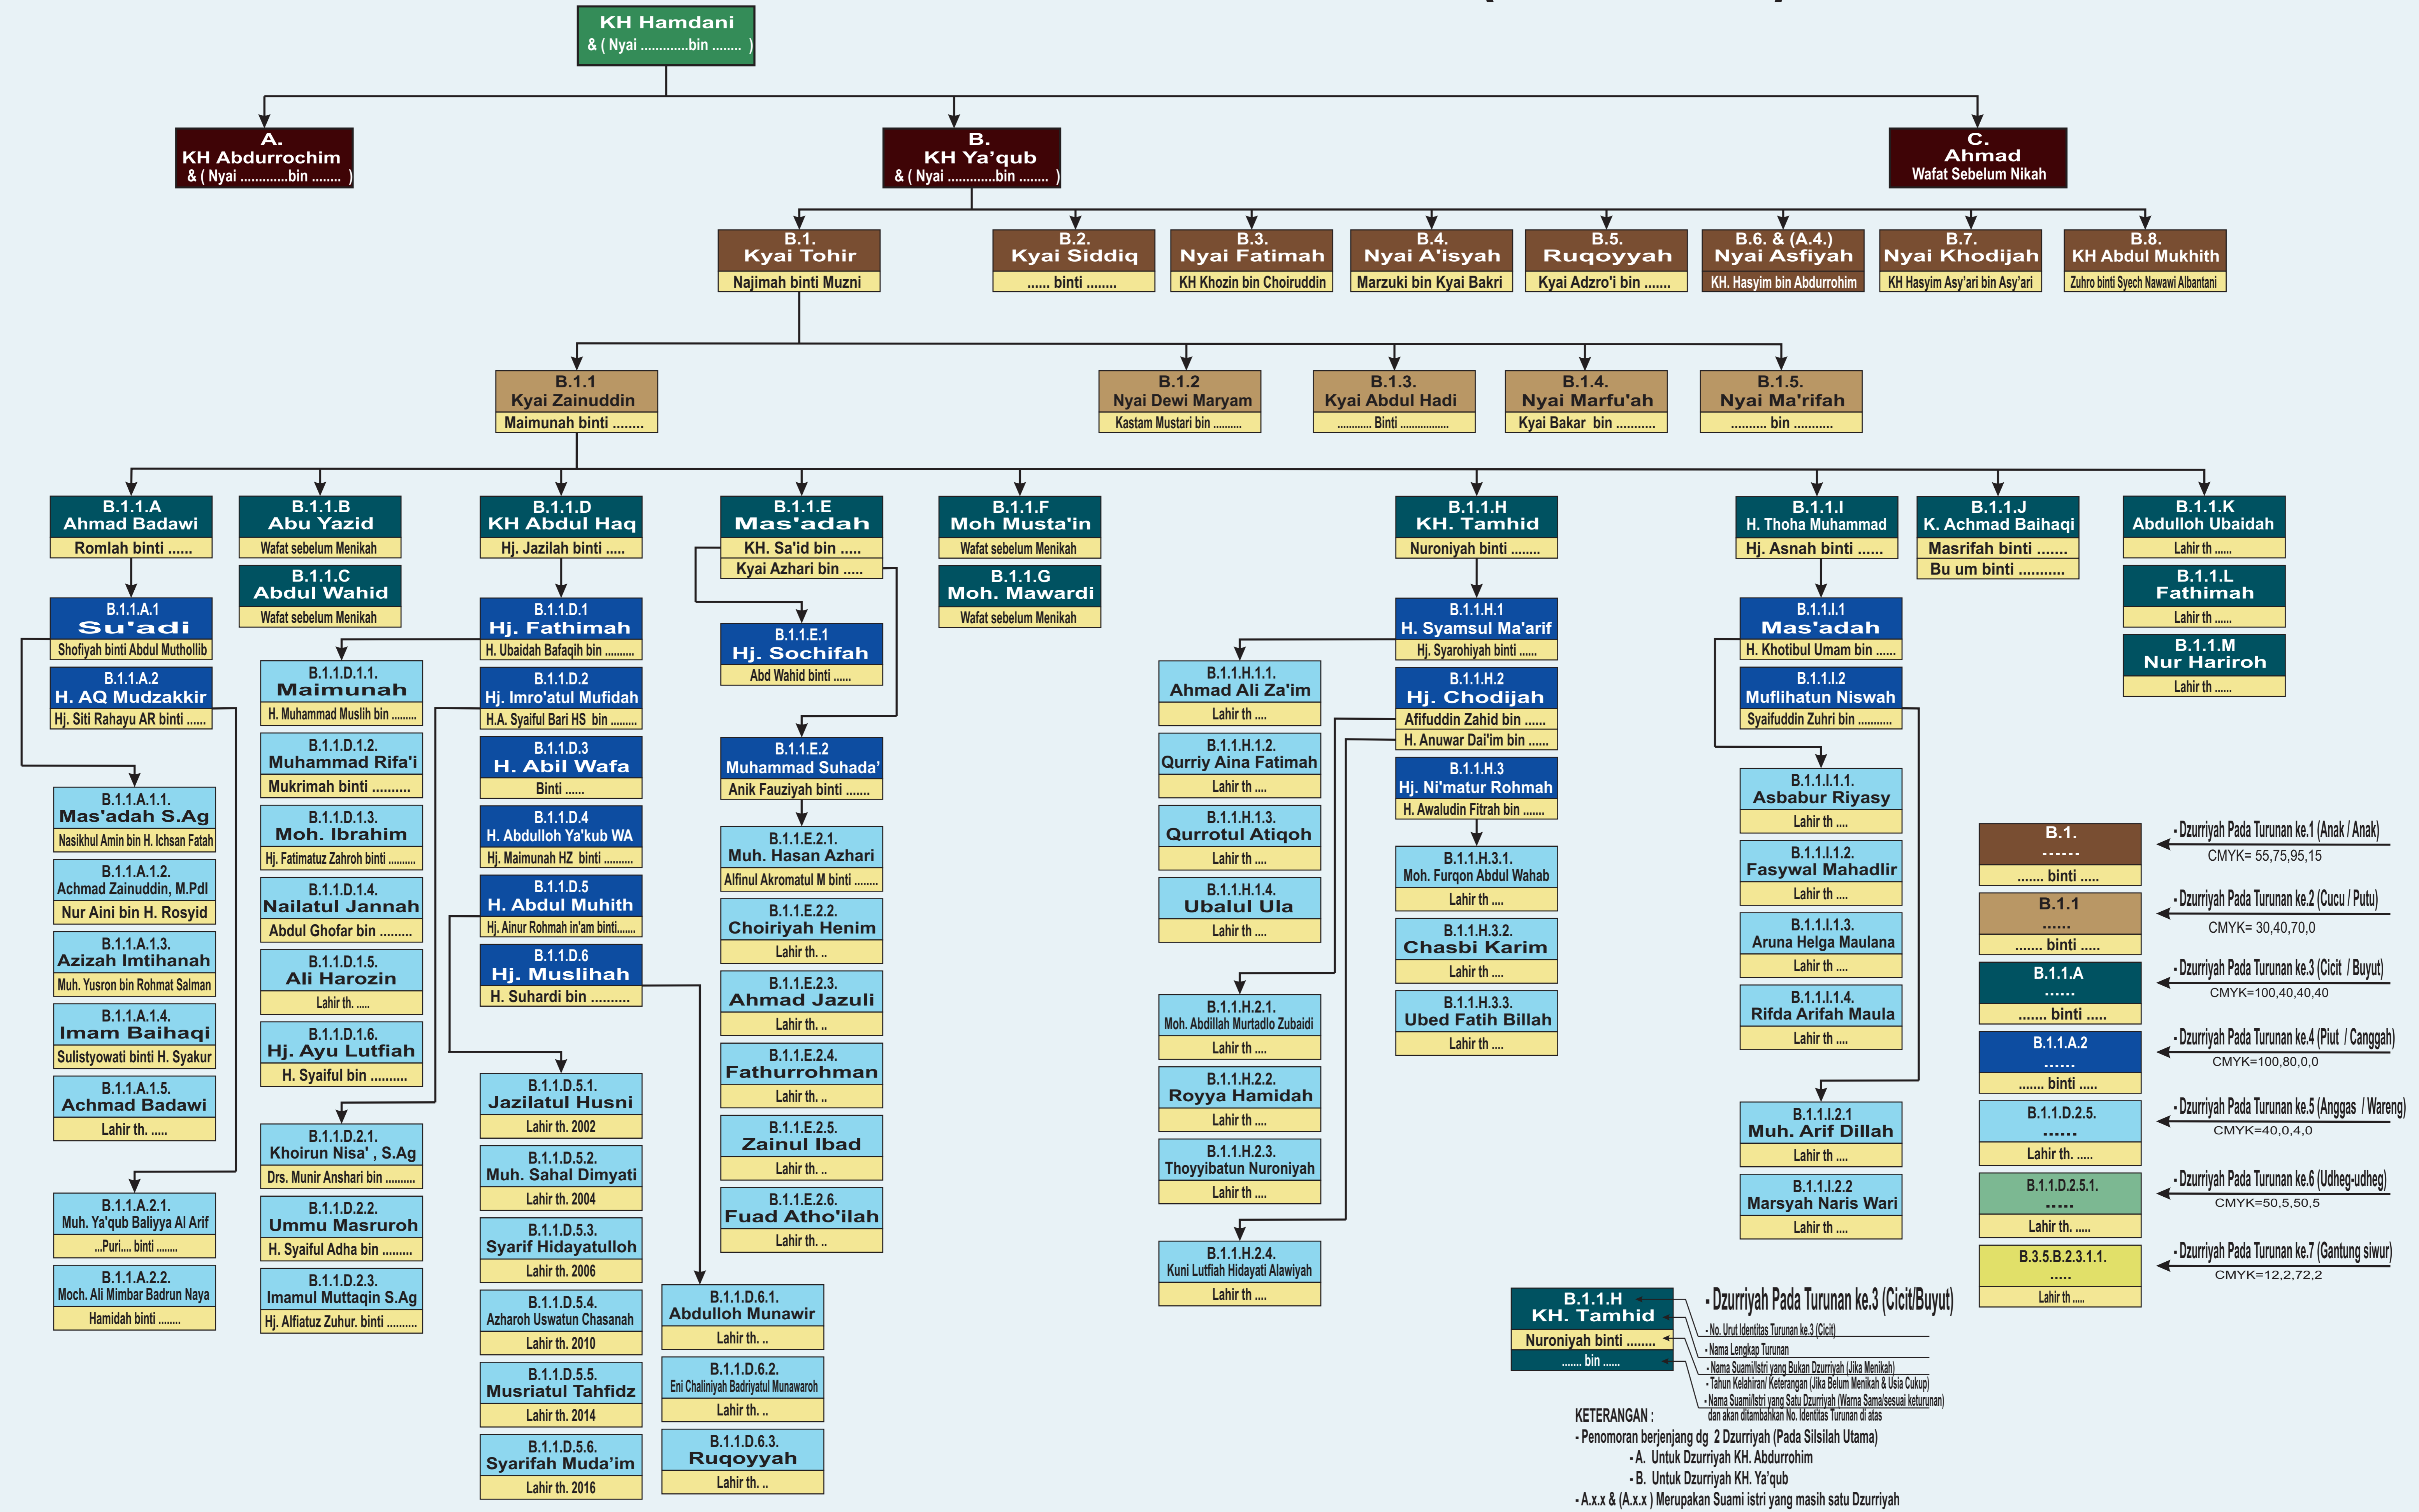 KH Hamdani
& ( Nyai .............bin ........ )
A.
KH Abdurrochim
& ( Nyai .............bin ........ )
B.
KH Ya’qub
& ( Nyai .............bin ........ )
C.
Ahmad
Wafat Sebelum Nikah
B.1.
Kyai Tohir
Najimah binti Muzni
B.2.
Kyai Siddiq
...... binti ........
B.3.
Nyai Fatimah
KH Khozin bin Choiruddin
B.4.
Nyai A'isyah
Marzuki bin Kyai Bakri
B.5.
Ruqoyyah
Kyai Adzro'i bin .......
B.6. & (A.4.)
Nyai Asfiyah
KH. Hasyim bin Abdurrohim
B.7.
Nyai Khodijah
KH Hasyim Asy'ari bin Asy'ari
B.8.
KH Abdul Mukhith
Zuhro binti Syech Nawawi Albantani
B.1.1
Kyai Zainuddin
Maimunah binti ........
B.1.2
Nyai Dewi Maryam
Kastam Mustari bin ..........
B.1.3.
Kyai Abdul Hadi
............ Binti .................
B.1.4.
Nyai Marfu'ah
Kyai Bakar bin ...........
B.1.5.
Nyai Ma'rifah
.......... bin ...........
B.1.1.A
Ahmad Badawi
Romlah binti ......
B.1.1.A.1
Su'adi
Shofiyah binti Abdul Muthollib
B.1.1.A.2
H. AQ Mudzakkir
Hj. Siti Rahayu AR binti ......
B.1.1.A.1.1.
Mas'adah S.Ag
Nasikhul Amin bin H. Ichsan Fatah
B.1.1.A.1.2.
Achmad Zainuddin, M.PdI
Nur Aini bin H. Rosyid
B.1.1.A.1.3.
Azizah Imtihanah
Muh. Yusron bin Rohmat Salman
B.1.1.A.1.4.
Imam Baihaqi
Sulistyowati binti H. Syakur
B.1.1.A.1.5.
Achmad Badawi
Lahir th. .....
B.1.1.A.2.1.
Muh. Ya'qub Baliyya Al Arif
...Puri.... binti ........
B.1.1.A.2.2.
Moch. Ali Mimbar Badrun Naya
Hamidah binti ........
B.1.1.B
Abu Yazid
Wafat sebelum Menikah
B.1.1.C
Abdul Wahid
Wafat sebelum Menikah
B.1.1.D
KH Abdul Haq
Hj. Jazilah binti .....
B.1.1.D.1
Hj. Fathimah
H. Ubaidah Bafaqih bin ..........
B.1.1.D.2
Hj. Imro'atul Mufidah
H.A. Syaiful Bari HS bin .........
B.1.1.D.3
H. Abil Wafa
Binti ......
B.1.1.D.4
H. Abdulloh Ya'kub WA
Hj. Maimunah HZ binti ..........
B.1.1.D.5
H. Abdul Muhith
Hj. Ainur Rohmah in'am binti.......
B.1.1.D.6
Hj. Muslihah
H. Suhardi bin ..........
B.1.1.D.1.1.
Maimunah
H. Muhammad Muslih bin .........
B.1.1.D.1.2.
Muhammad Rifa'i
Mukrimah binti ..........
B.1.1.D.1.3.
Moh. Ibrahim
Hj. Fatimatuz Zahroh binti ..........
B.1.1.D.1.4.
Nailatul Jannah
Abdul Ghofar bin .........
B.1.1.D.1.5.
Ali Harozin
Lahir th. .....
B.1.1.D.1.6.
Hj. Ayu Lutfiah
H. Syaiful bin ..........
B.1.1.D.2.1.
Khoirun Nisa' , S.Ag
Drs. Munir Anshari bin ..........
B.1.1.D.2.2.
Ummu Masruroh
H. Syaiful Adha bin .........
B.1.1.D.2.3.
Imamul Muttaqin S.Ag
Hj. Alfiatuz Zuhur. binti ..........
B.1.1.D.5.1.
Jazilatul Husni
Lahir th. 2002
B.1.1.D.5.2.
Muh. Sahal Dimyati
Lahir th. 2004
B.1.1.D.5.3.
Syarif Hidayatulloh
Lahir th. 2006
B.1.1.D.5.4.
Azharoh Uswatun Chasanah
Lahir th. 2010
B.1.1.D.5.5.
Musriatul Tahfidz
Lahir th. 2014
B.1.1.D.5.6.
Syarifah Muda’im
Lahir th. 2016
B.1.1.D.6.1.
Abdulloh Munawir
Lahir th. ..
B.1.1.D.6.2.
Eni Chaliniyah Badriyatul Munawaroh
Lahir th. ..
B.1.1.D.6.3.
Ruqoyyah
Lahir th. ..
B.1.1.E
Mas'adah
KH. Sa'id bin .....
Kyai Azhari bin .....
B.1.1.E.1
Hj. Sochifah
Abd Wahid binti ......
B.1.1.E.2
Muhammad Suhada’
Anik Fauziyah binti .......
B.1.1.E.2.1.
Muh. Hasan Azhari
Alfinul Akromatul M binti ........
B.1.1.E.2.2.
Choiriyah Henim
Lahir th. ..
B.1.1.E.2.3.
Ahmad Jazuli
Lahir th. ..
B.1.1.E.2.4.
Fathurrohman
Lahir th. ..
B.1.1.E.2.5.
Zainul Ibad
Lahir th. ..
B.1.1.E.2.6.
Fuad Atho'ilah
Lahir th. ..
B.1.1.F
Moh Musta'in
Wafat sebelum Menikah
B.1.1.G
Moh. Mawardi
Wafat sebelum Menikah
B.1.1.H
KH. Tamhid
Nuroniyah binti ........
B.1.1.H.1
H. Syamsul Ma'arif
Hj. Syarohiyah binti ......
B.1.1.H.2
Hj. Chodijah
Afifuddin Zahid bin ......
H. Anuwar Dai'im bin ......
B.1.1.H.3
Hj. Ni'matur Rohmah
H. Awaludin Fitrah bin .......
B.1.1.H.1.1.
Ahmad Ali Za'im
Lahir th ....
B.1.1.H.1.2.
Qurriy Aina Fatimah
Lahir th ....
B.1.1.H.1.3.
Qurrotul Atiqoh
Lahir th ....
B.1.1.H.1.4.
Ubalul Ula
Lahir th ....
B.1.1.H.2.1.
Moh. Abdillah Murtadlo Zubaidi
Lahir th ....
B.1.1.H.2.2.
Royya Hamidah
Lahir th ....
B.1.1.H.2.3.
Thoyyibatun Nuroniyah
Lahir th ....
B.1.1.H.2.4.
Kuni Lutfiah Hidayati Alawiyah
Lahir th ....
B.1.1.H.3.1.
Moh. Furqon Abdul Wahab
Lahir th ....
B.1.1.H.3.2.
Chasbi Karim
Lahir th ....
B.1.1.H.3.3.
Ubed Fatih Billah
Lahir th ....
B.1.1.I
H. Thoha Muhammad
Hj. Asnah binti ......
B.1.1.I.1
Mas'adah
H. Khotibul Umam bin ......
B.1.1.I.2
Muflihatun Niswah
Syaifuddin Zuhri bin ...........
B.1.1.I.1.1.
Asbabur Riyasy
Lahir th ....
B.1.1.I.1.2.
Fasywal Mahadlir
Lahir th ....
B.1.1.I.1.3.
Aruna Helga Maulana
Lahir th ....
B.1.1.I.1.4.
Rifda Arifah Maula
Lahir th ....
B.1.1.I.2.1
Muh. Arif Dillah
Lahir th ....
B.1.1.I.2.2
Marsyah Naris Wari
Lahir th ....
B.1.1.J
K. Achmad Baihaqi
Masrifah binti .......
Bu um binti ...........
B.1.1.K
Abdulloh Ubaidah
Lahir th ......
B.1.1.L
Fathimah
Lahir th ......
B.1.1.M
Nur Hariroh
Lahir th ......
B.1.
......
....... binti .....
- Dzurriyah Pada Turunan ke.1 (Anak / Anak)
CMYK= 55,75,95,15
B.1.1
......
....... binti .....
- Dzurriyah Pada Turunan ke.2 (Cucu / Putu)
CMYK= 30,40,70,0
B.1.1.A
......
....... binti .....
- Dzurriyah Pada Turunan ke.3 (Cicit / Buyut)
CMYK=100,40,40,40
B.1.1.A.2
......
....... binti .....
- Dzurriyah Pada Turunan ke.4 (Piut / Canggah)
CMYK=100,80,0,0
B.1.1.D.2.5.
......
Lahir th. .....
- Dzurriyah Pada Turunan ke.5 (Anggas / Wareng)
CMYK=40,0,4,0
B.1.1.D.2.5.1.
.....
Lahir th. .....
- Dzurriyah Pada Turunan ke.6 (Udheg-udheg)
CMYK=50,5,50,5
B.3.5.B.2.3.1.1.
.....
Lahir th .....
- Dzurriyah Pada Turunan ke.7 (Gantung siwur)
CMYK=12,2,72,2
B.1.1.H
KH. Tamhid
Nuroniyah binti ........
....... bin ......
- Dzurriyah Pada Turunan ke.3 (Cicit/Buyut)
- No. Urut Identitas Turunan ke.3 (Cicit)
- Nama Lengkap Turunan
- Nama Suami/Istri yang Bukan Dzurriyah (Jika Menikah)
- Tahun Kelahiran/ Keterangan (Jika Belum Menikah & Usia Cukup)
- Nama Suami/Istri yang Satu Dzurriyah (Warna Sama/sesuai keturunan)
dan akan ditambahkan No. Identitas Turunan di atas
KETERANGAN :
- Penomoran berjenjang dg 2 Dzurriyah (Pada Silsilah Utama)
- A. Untuk Dzurriyah KH. Abdurrohim
- B. Untuk Dzurriyah KH. Ya’qub
- A.x.x & (A.x.x ) Merupakan Suami istri yang masih satu Dzurriyah